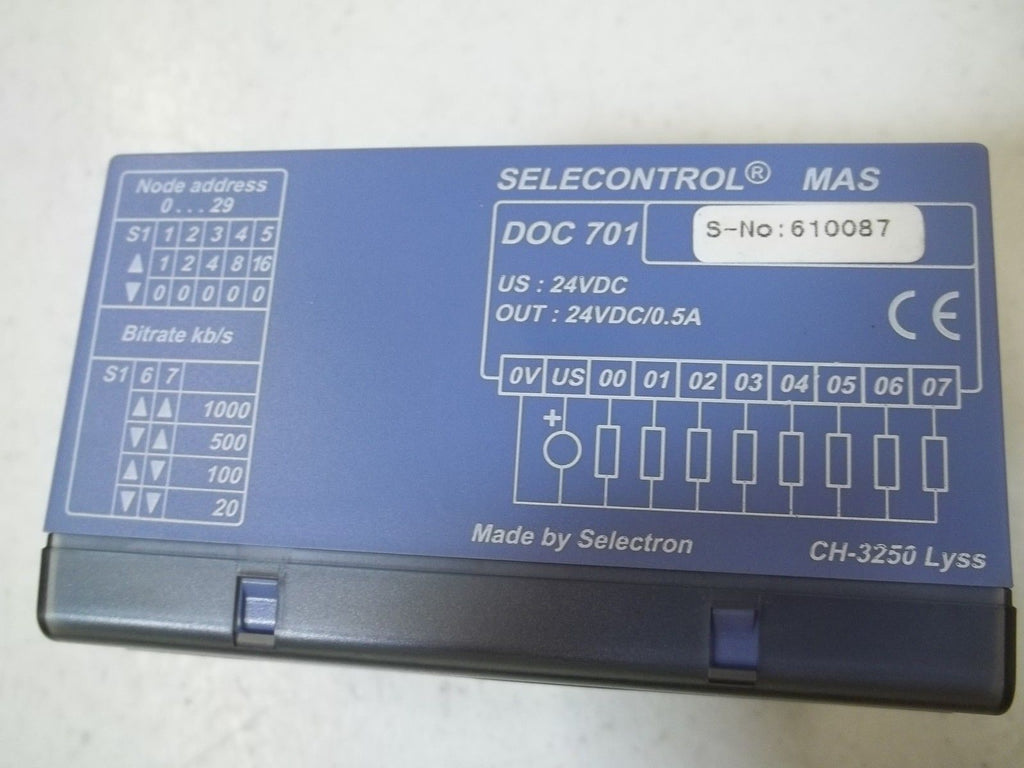 Node address
0...29
S1 1 2 3 4 5
▲ 1 2 4 8 16
▼ 0 0 0 0 0
Bitrate kb/s
S1 6 7
▲ ▲ 1000
▼ ▲ 500
▲ ▼ 100
▼ ▼ 20
SELECONTROL® MAS
DOC 701
S-No:610087
US : 24VDC
OUT : 24VDC/0.5A
CE
0V US 00 01 02 03 04 05 06 07
+
Made by Selectron
CH-3250 Lyss